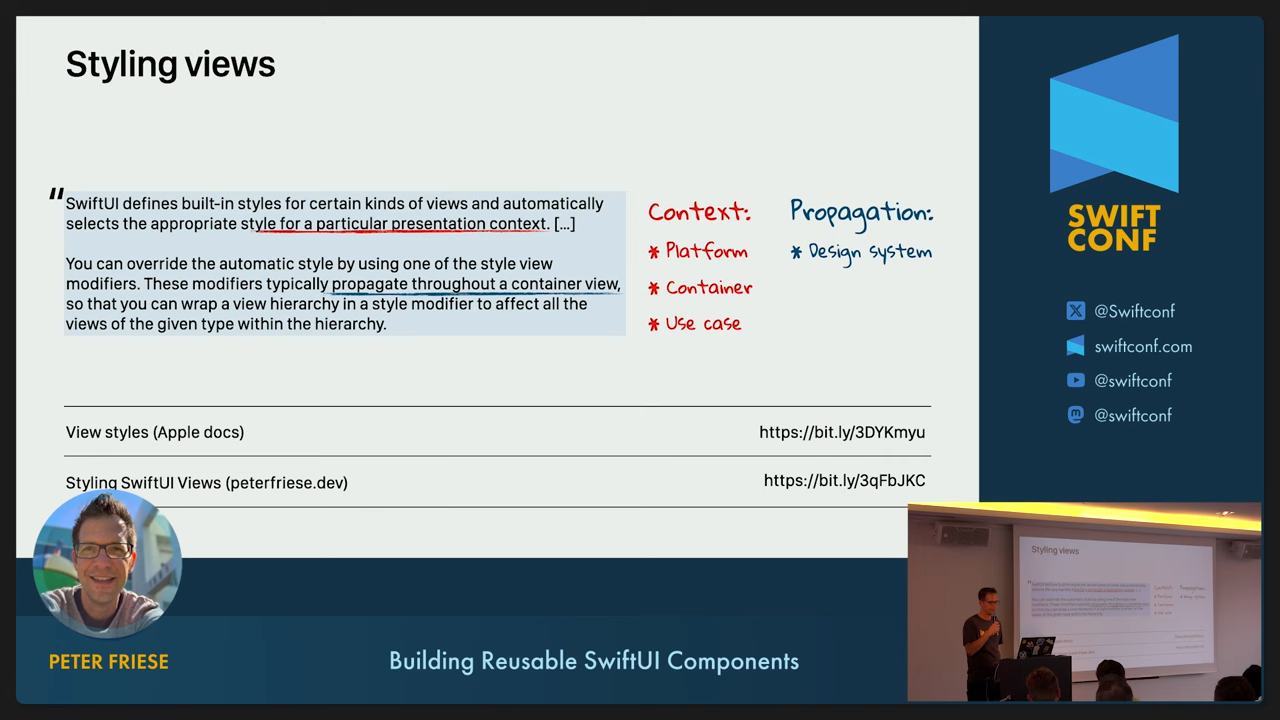 Styling views
“SwiftUI defines built-in styles for certain kinds of views and automatically
selects the appropriate style for a particular presentation context. [...]
You can override the automatic style by using one of the style view
modifiers. These modifiers typically propagate throughout a container view,
so that you can wrap a view hierarchy in a style modifier to affect all the
views of the given type within the hierarchy.
Context:
* Platform
* Container
* Use case
Propagation:
* Design system
View styles (Apple docs) https://bit.ly/3DYKmyu
Styling SwiftUI Views (peterfriese.dev) https://bit.ly/3qFbJKC
SWIFT
CONF
@Swiftconf
swiftconf.com
@swiftconf
@swiftconf
PETER FRIESE
Building Reusable SwiftUI Components
Styling views